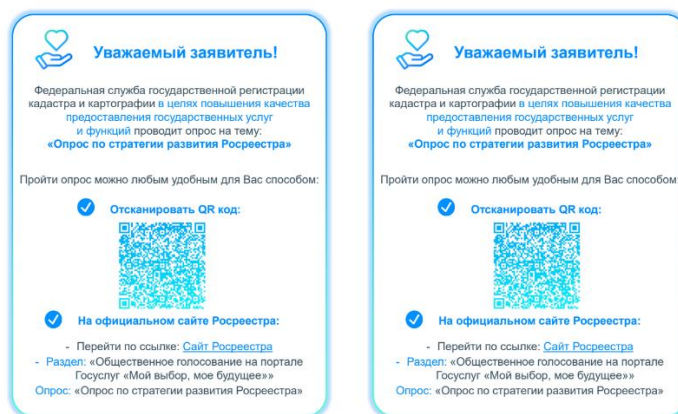 Уважаемый заявитель!
Федеральная служба государственной регистрации
кадастра и картографии в целях повышения качества
предоставления государственных услуг
и функций проводит опрос на тему:
«Опрос по стратегии развития Росреестра»
Пройти опрос можно любым удобным для Вас способом:
Отсканировать QR код:
На официальном сайте Росреестра:
- Перейти по ссылке: Сайт Росреестра
- Раздел: «Общественное голосование на портале
Госуслуг «Мой выбор, мое будущее»»
Опрос: «Опрос по стратегии развития Росреестра»
Уважаемый заявитель!
Федеральная служба государственной регистрации
кадастра и картографии в целях повышения качества
предоставления государственных услуг
и функций проводит опрос на тему:
«Опрос по стратегии развития Росреестра»
Пройти опрос можно любым удобным для Вас способом:
Отсканировать QR код:
На официальном сайте Росреестра:
- Перейти по ссылке: Сайт Росреестра
- Раздел: «Общественное голосование на портале
Госуслуг «Мой выбор, мое будущее»»
Опрос: «Опрос по стратегии развития Росреестра»